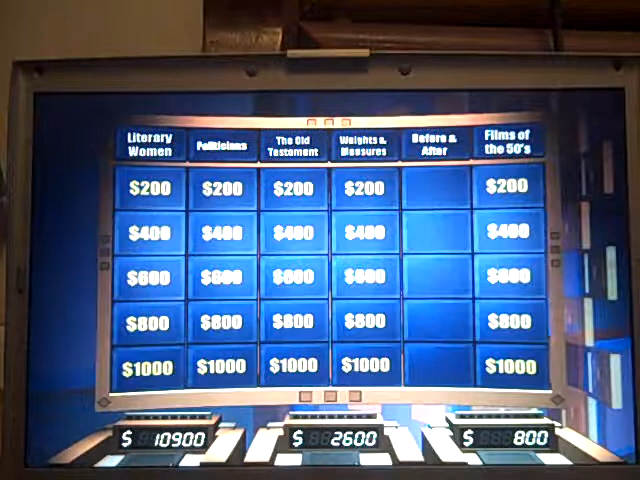 Literary Women
Politicians
The Old Testament
Weights & Measures
Before & After
Films of the 50's
$200 $200 $200 $200 $200
$400 $400 $400 $400 $400
$600 $600 $600 $600 $600
$800 $800 $800 $800 $800
$1000 $1000 $1000 $1000 $1000
$ 10900 $ 2600 $ 800